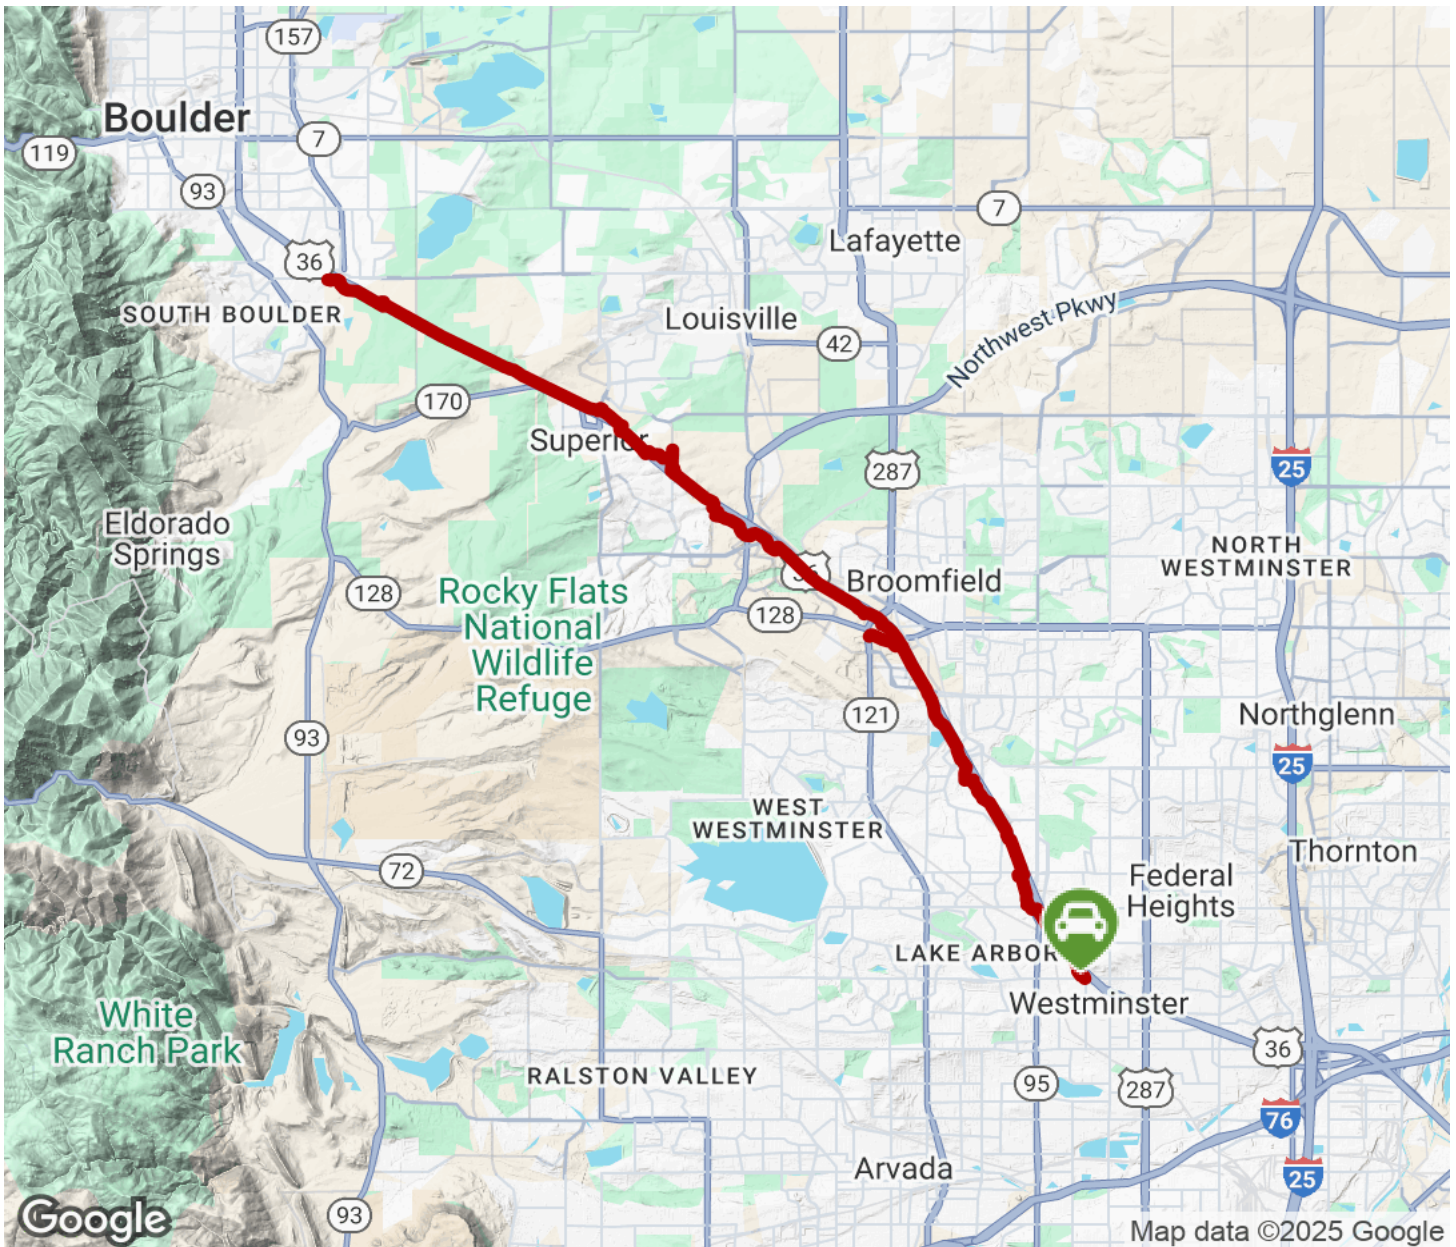 157
Boulder
7
119
93
7
Lafayette
36
SOUTH BOULDER
Northwest Pkwy
Louisville
42
170
Superior
287
25
Eldorado
Springs
NORTH
WESTMINSTER
36
Broomfield
128
Rocky Flats
National
Wildlife
Refuge
128
121
Northglenn
93
25
WEST
WESTMINSTER
Thornton
72
Federal
Heights
LAKE ARBOR
Westminster
White
Ranch Park
36
RALSTON VALLEY
95
287
76
Arvada
25
93
Google
Map data ©2025 Google